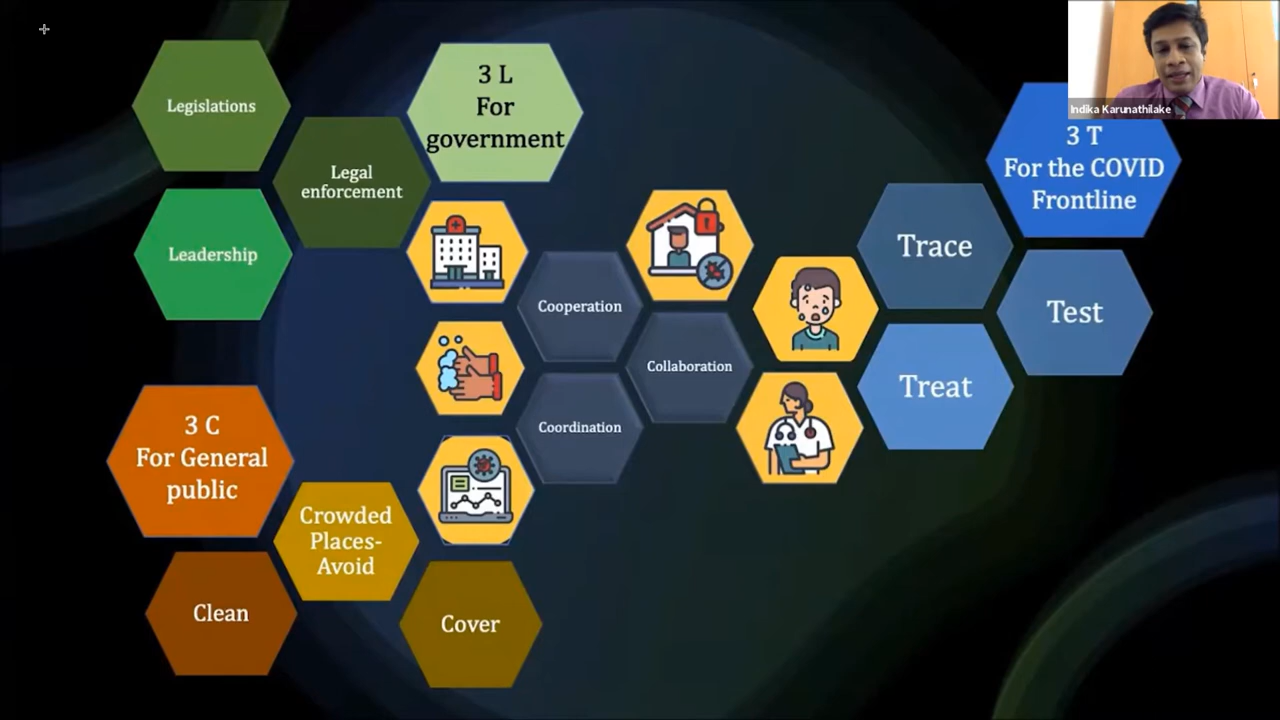 Legislations
Legal
enforcement
Leadership
3 L
For
government
Indika Karunathilake
3 T
For the COVID
Frontline
Trace
Test
Treat
Cooperation
Collaboration
Coordination
3 C
For General
public
Crowded
Places-
Avoid
Clean
Cover